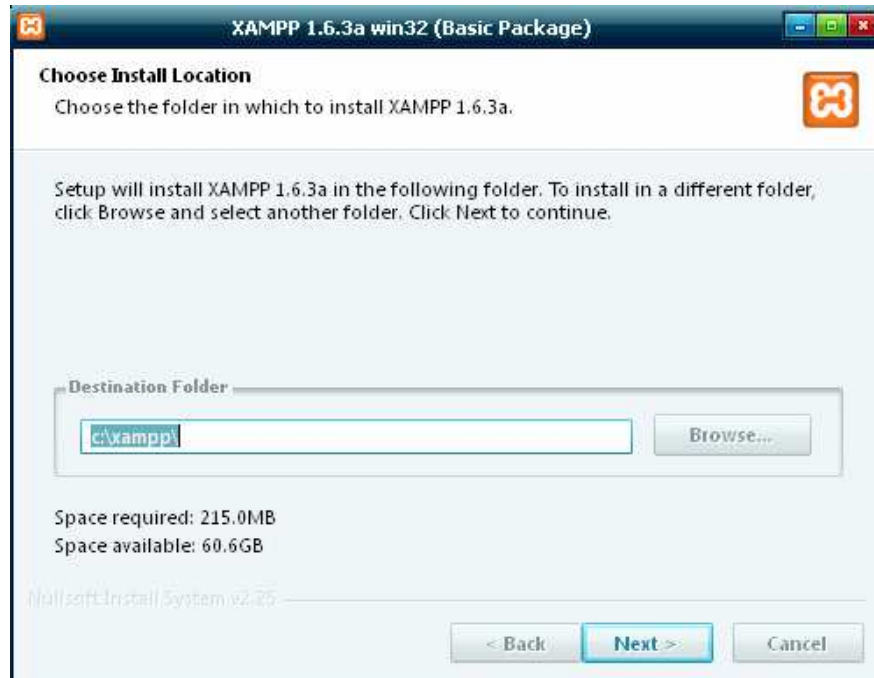 XAMPP 1.6.3a win32 (Basic Package)
Choose Install Location
Choose the folder in which to install XAMPP 1.6.3a.
Setup will install XAMPP 1.6.3a in the following folder. To install in a different folder,
click Browse and select another folder. Click Next to continue.
Destination Folder
c:\xampp\
Browse...
Space required: 215.0MB
Space available: 60.6GB
Nullsoft Install System v2.25
< Back
Next >
Cancel